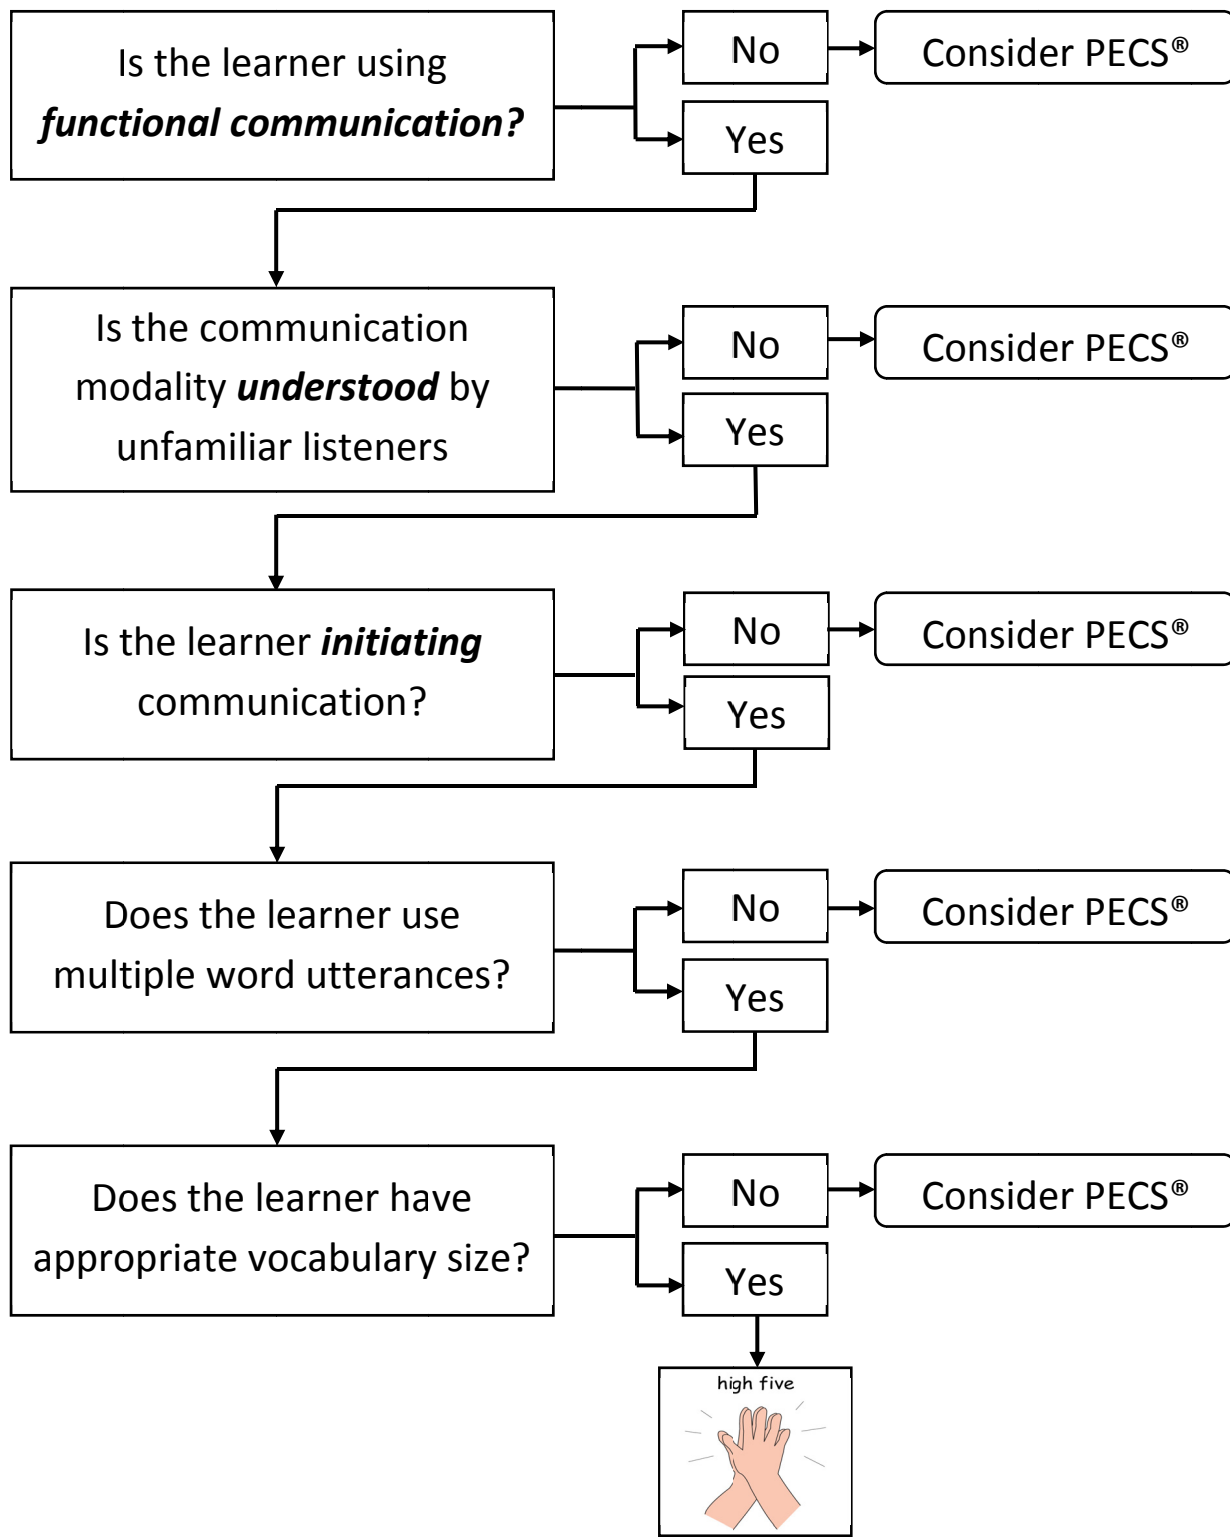 Is the learner using
functional communication?
No
Consider PECS®
Yes
Is the communication
modality understood by
unfamiliar listeners
No
Consider PECS®
Yes
Is the learner initiating
communication?
No
Consider PECS®
Yes
Does the learner use
multiple word utterances?
No
Consider PECS®
Yes
Does the learner have
appropriate vocabulary size?
No
Consider PECS®
Yes
high five